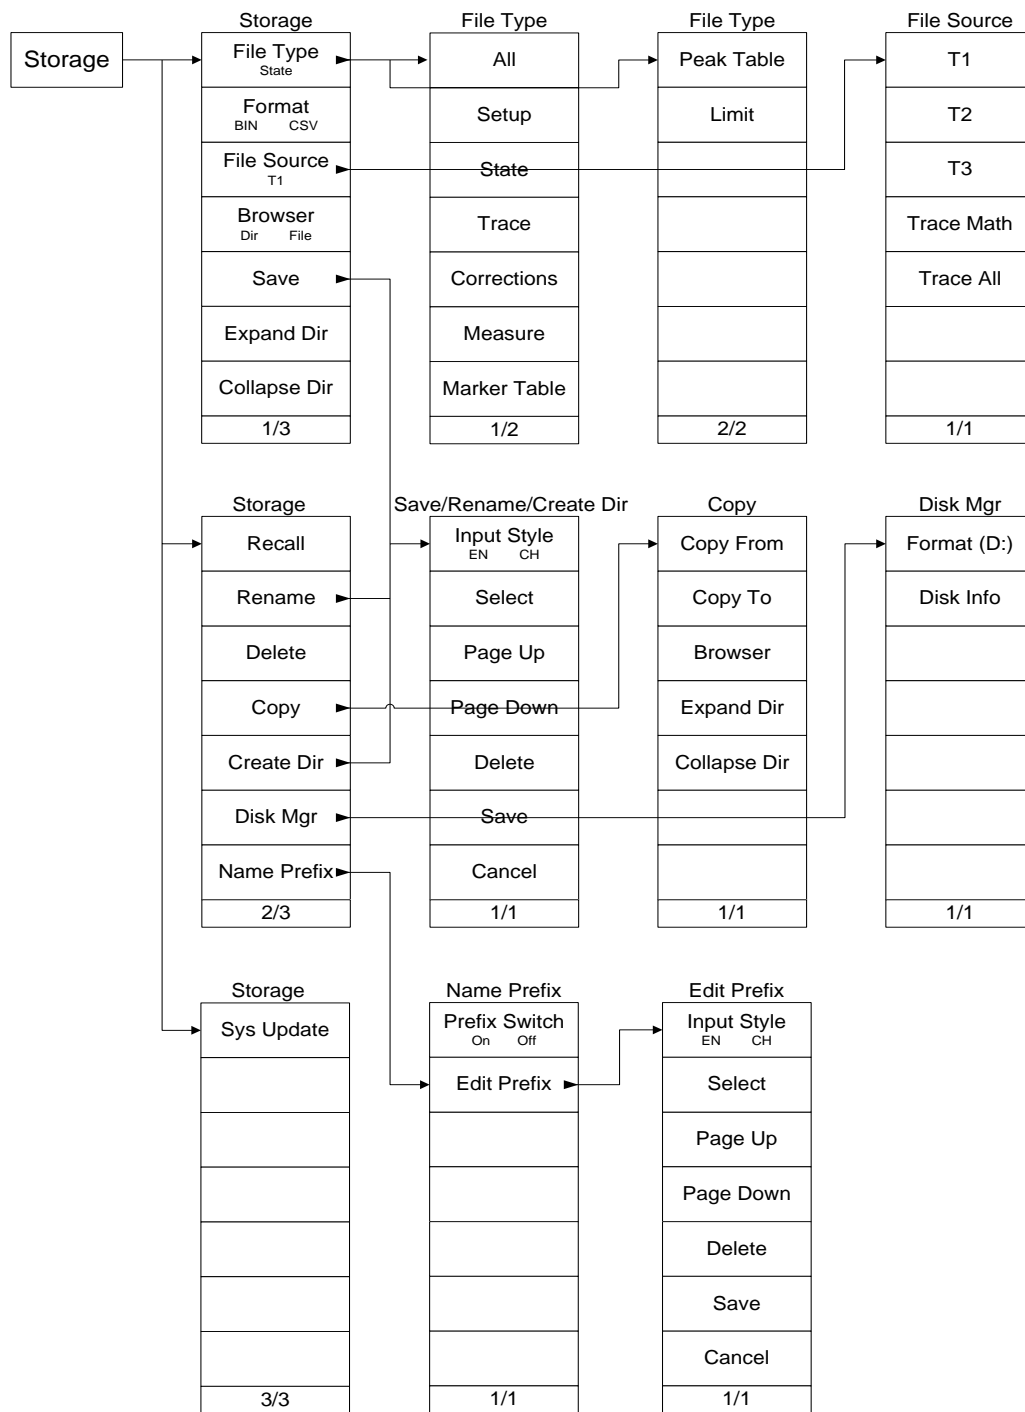 Storage
Storage
File Type
State
Format
BIN CSV
File Source
T1
Browser
Dir File
Save
Expand Dir
Collapse Dir
1/3
File Type
All
Setup
State
Trace
Corrections
Measure
Marker Table
1/2
File Type
Peak Table
Limit
2/2
File Source
T1
T2
T3
Trace Math
Trace All
1/1
Storage
Recall
Rename
Delete
Copy
Create Dir
Disk Mgr
Name Prefix
2/3
Save/Rename/Create Dir
Input Style
EN CH
Select
Page Up
Page Down
Delete
Save
Cancel
1/1
Copy
Copy From
Copy To
Browser
Expand Dir
Collapse Dir
1/1
Disk Mgr
Format (D:)
Disk Info
1/1
Storage
Sys Update
3/3
Name Prefix
Prefix Switch
On Off
Edit Prefix
1/1
Edit Prefix
Input Style
EN CH
Select
Page Up
Page Down
Delete
Save
Cancel
1/1